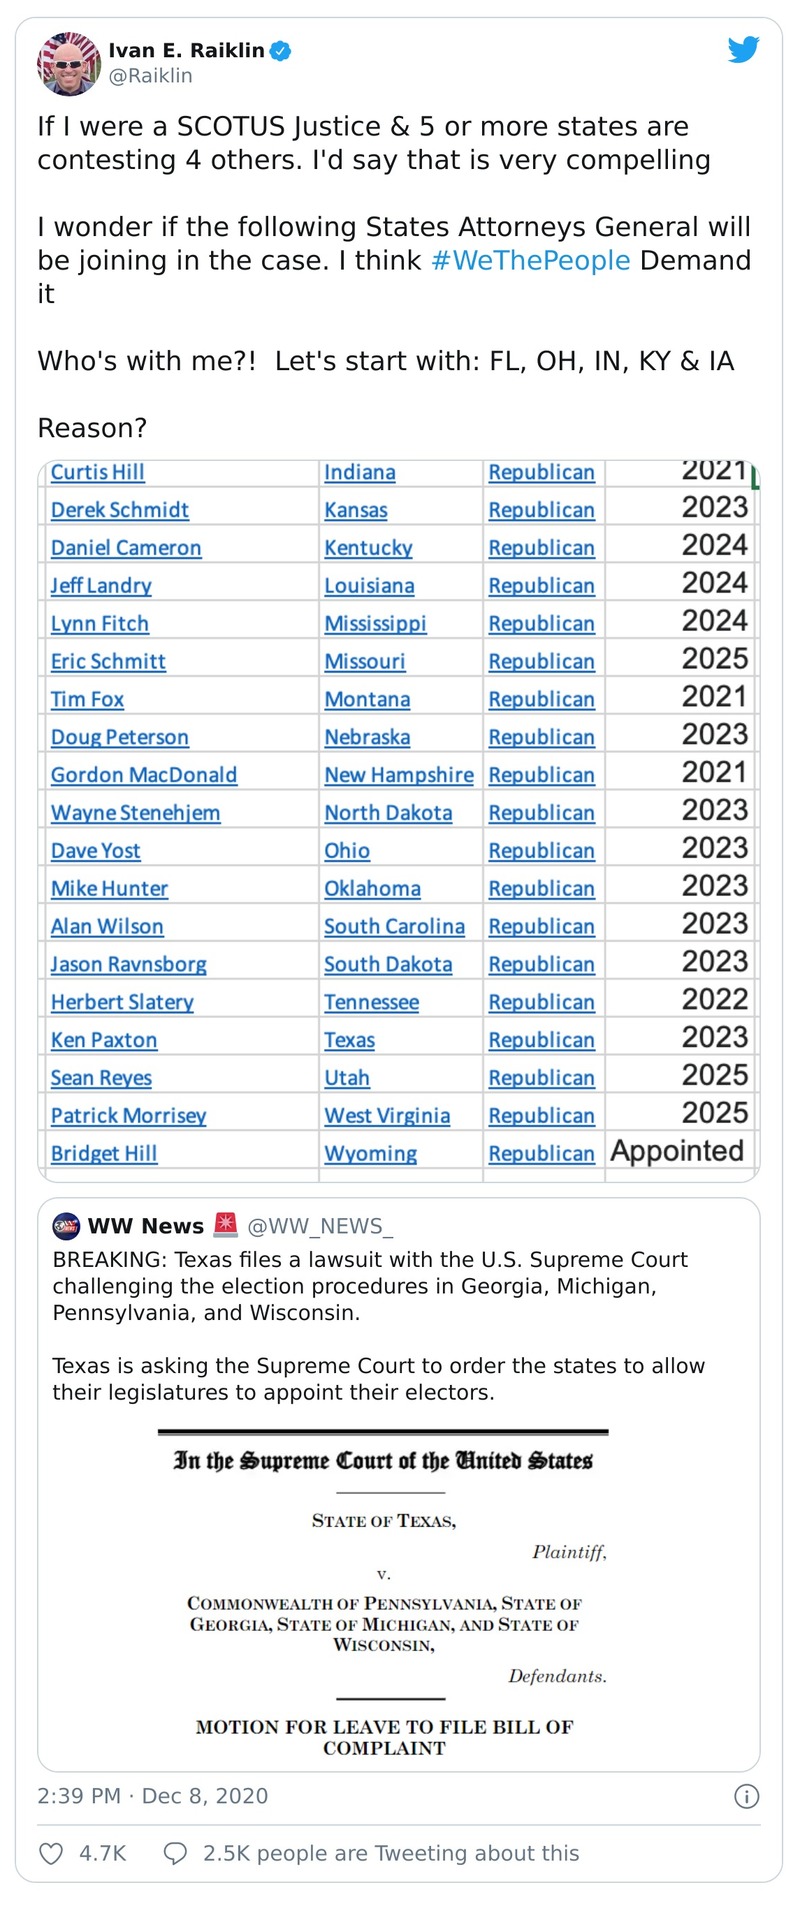 Ivan E. Raiklin
@Raiklin
If I were a SCOTUS Justice & 5 or more states are
contesting 4 others. I'd say that is very compelling
I wonder if the following States Attorneys General will
be joining in the case. I think #WeThePeople Demand
it
Who's with me?!  Let's start with: FL, OH, IN, KY & IA
Reason?
Curtis Hill Indiana Republican 2021
Derek Schmidt Kansas Republican 2023
Daniel Cameron Kentucky Republican 2024
Jeff Landry Louisiana Republican 2024
Lynn Fitch Mississippi Republican 2024
Eric Schmitt Missouri Republican 2025
Tim Fox Montana Republican 2021
Doug Peterson Nebraska Republican 2023
Gordon MacDonald New Hampshire Republican 2021
Wayne Stenehjem North Dakota Republican 2023
Dave Yost Ohio Republican 2023
Mike Hunter Oklahoma Republican 2023
Alan Wilson South Carolina Republican 2023
Jason Ravnsborg South Dakota Republican 2023
Herbert Slatery Tennessee Republican 2022
Ken Paxton Texas Republican 2023
Sean Reyes Utah Republican 2025
Patrick Morrisey West Virginia Republican 2025
Bridget Hill Wyoming Republican Appointed
WW News 🚨 @WW_NEWS_
BREAKING: Texas files a lawsuit with the U.S. Supreme Court
challenging the election procedures in Georgia, Michigan,
Pennsylvania, and Wisconsin.
Texas is asking the Supreme Court to order the states to allow
their legislatures to appoint their electors.
In the Supreme Court of the United States
STATE OF TEXAS,
Plaintiff,
v.
COMMONWEALTH OF PENNSYLVANIA, STATE OF
GEORGIA, STATE OF MICHIGAN, AND STATE OF
WISCONSIN,
Defendants.
MOTION FOR LEAVE TO FILE BILL OF
COMPLAINT
2:39 PM · Dec 8, 2020
4.7K 2.5K people are Tweeting about this